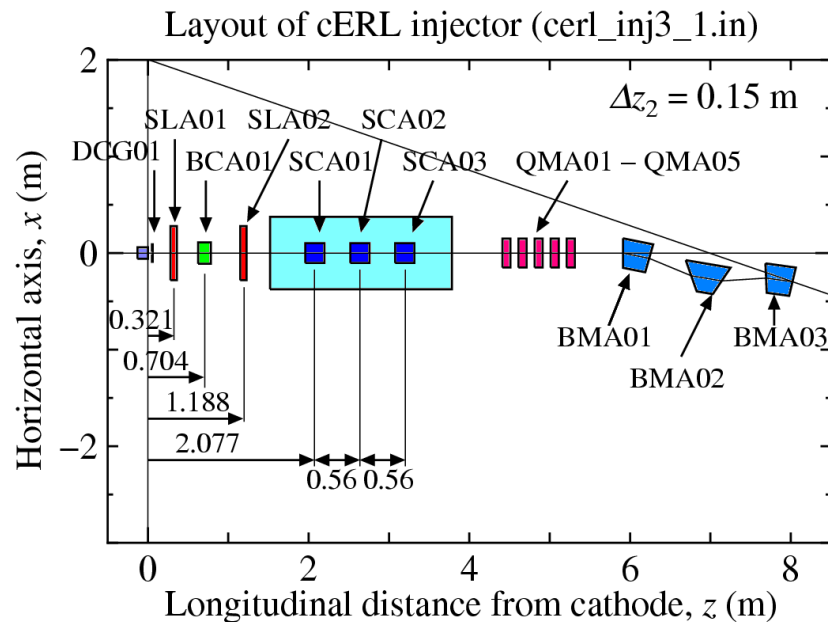 Layout of cERL injector (cerl_inj3_1.in)
Δz2 = 0.15 m
SLA01 SLA02 SCA02
DCG01 BCA01 SCA01 SCA03 QMA01 – QMA05
2
0
−2
Horizontal axis, x (m)
0.321
0.704
1.188
2.077
0.56 0.56
BMA01 BMA03
BMA02
0 2 4 6 8
Longitudinal distance from cathode, z (m)